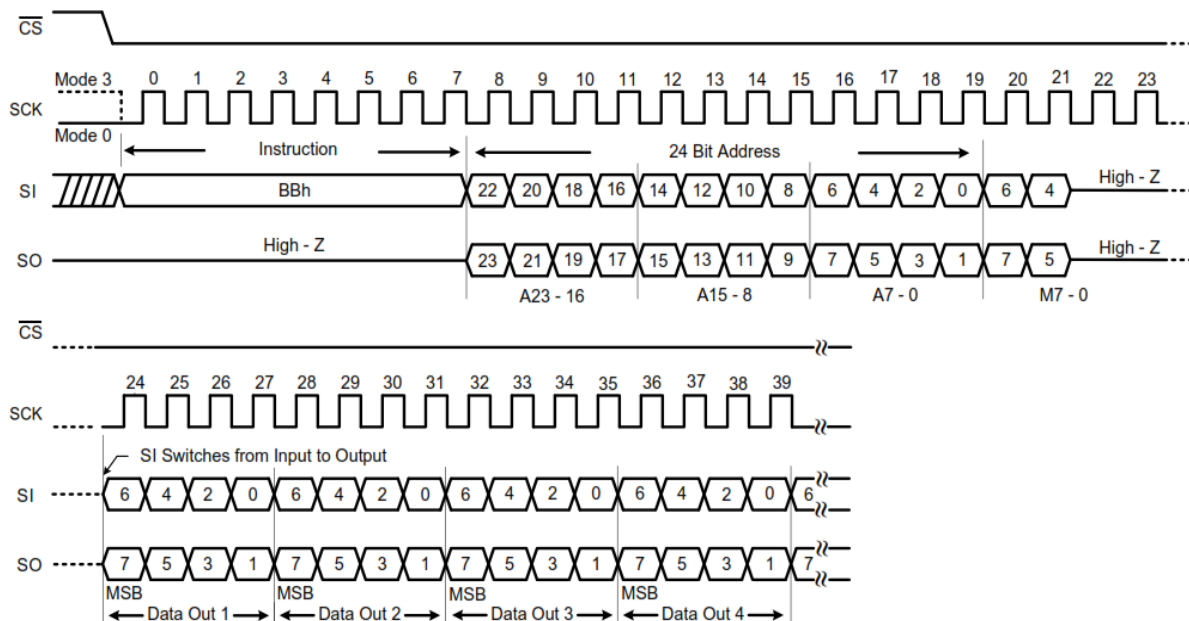 CS
Mode 3 0 1 2 3 4 5 6 7 8 9 10 11 12 13 14 15 16 17 18 19 20 21 22 23
SCK
Mode 0
Instruction 24 Bit Address
SI BBh 22 20 18 16 14 12 10 8 6 4 2 0 6 4 High - Z
SO High - Z 23 21 19 17 15 13 11 9 7 5 3 1 7 5 High - Z
A23 - 16 A15 - 8 A7 - 0 M7 - 0
CS
24 25 26 27 28 29 30 31 32 33 34 35 36 37 38 39
SCK
SI Switches from Input to Output
SI 6 4 2 0 6 4 2 0 6 4 2 0 6 4 2 0 6
SO 7 5 3 1 7 5 3 1 7 5 3 1 7 5 3 1 7
MSB MSB MSB MSB
Data Out 1 Data Out 2 Data Out 3 Data Out 4